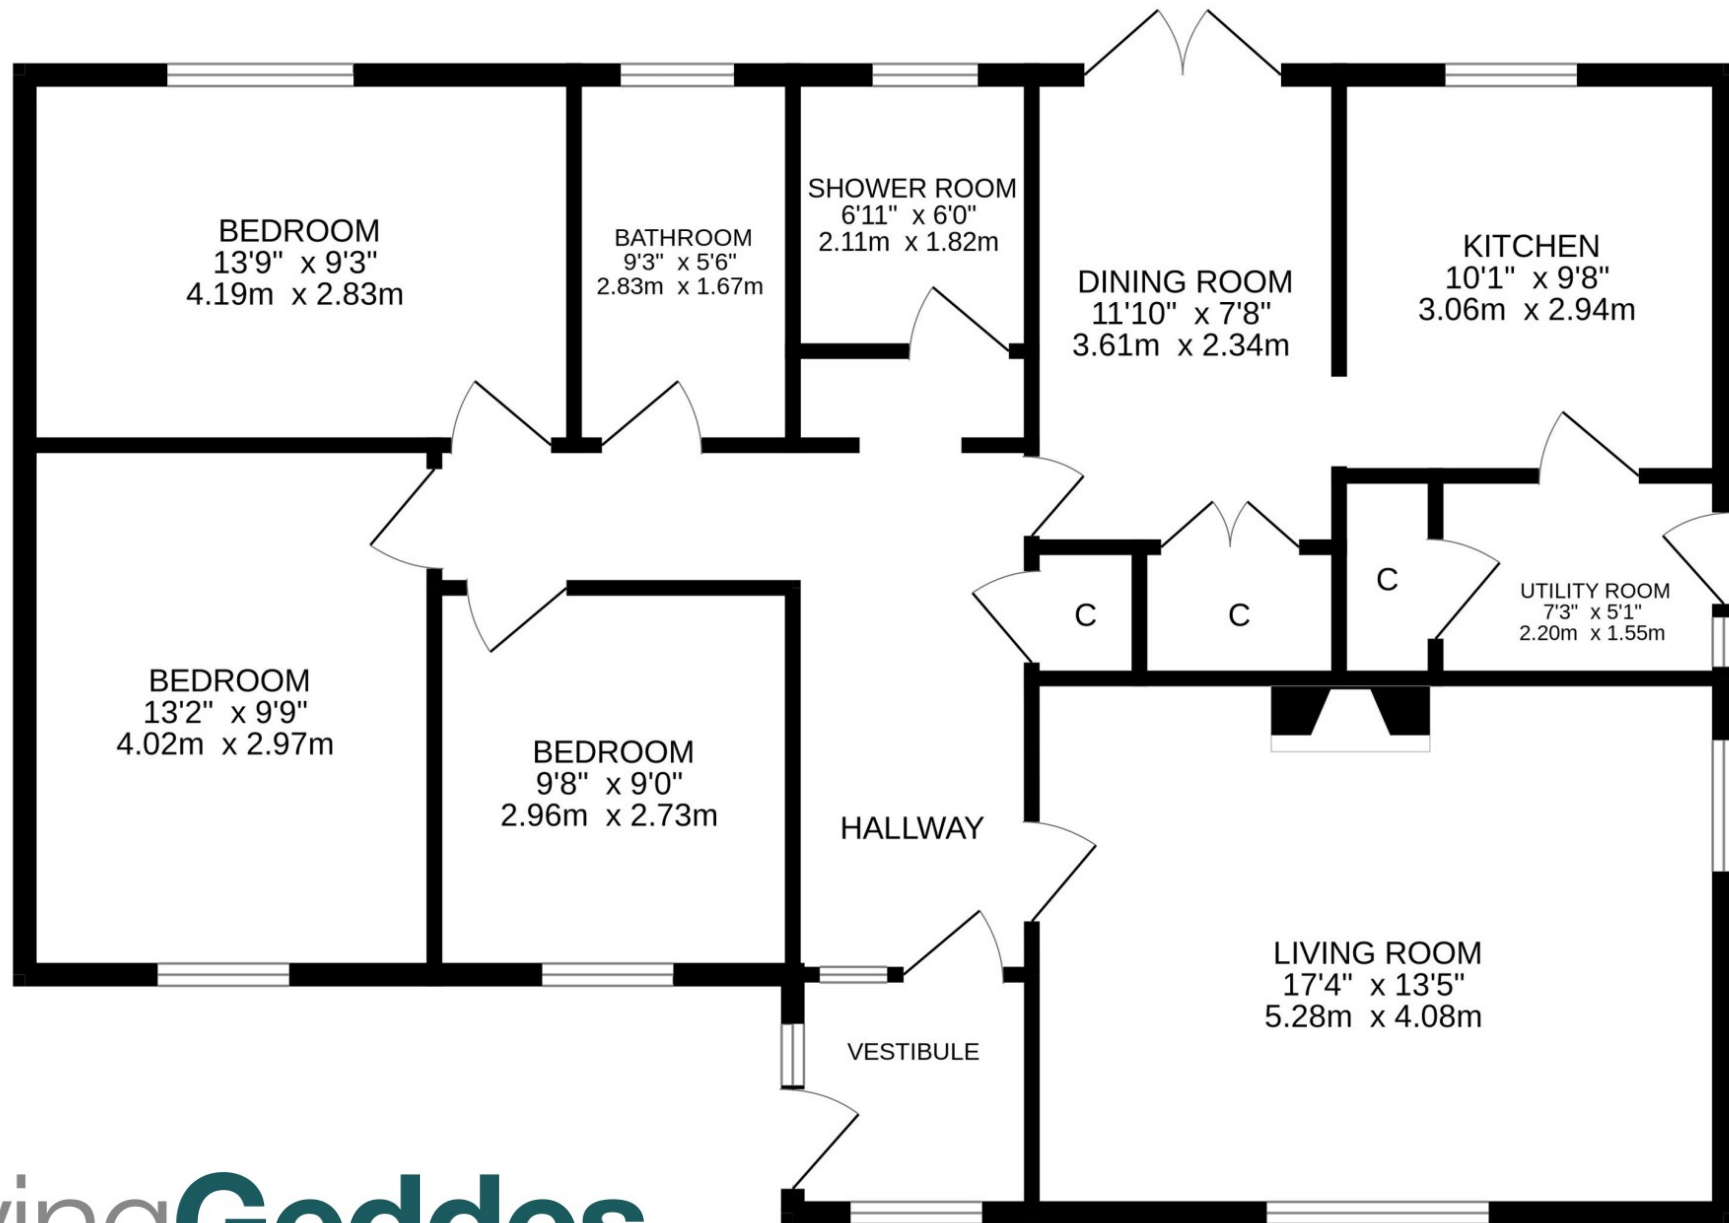 BEDROOM
13'9" x 9'3"
4.19m x 2.83m
BATHROOM
9'3" x 5'6"
2.83m x 1.67m
SHOWER ROOM
6'11" x 6'0"
2.11m x 1.82m
DINING ROOM
11'10" x 7'8"
3.61m x 2.34m
KITCHEN
10'1" x 9'8"
3.06m x 2.94m
C
C
C
UTILITY ROOM
7'3" x 5'1"
2.20m x 1.55m
BEDROOM
13'2" x 9'9"
4.02m x 2.97m
BEDROOM
9'8" x 9'0"
2.96m x 2.73m
HALLWAY
LIVING ROOM
17'4" x 13'5"
5.28m x 4.08m
VESTIBULE
Geddes